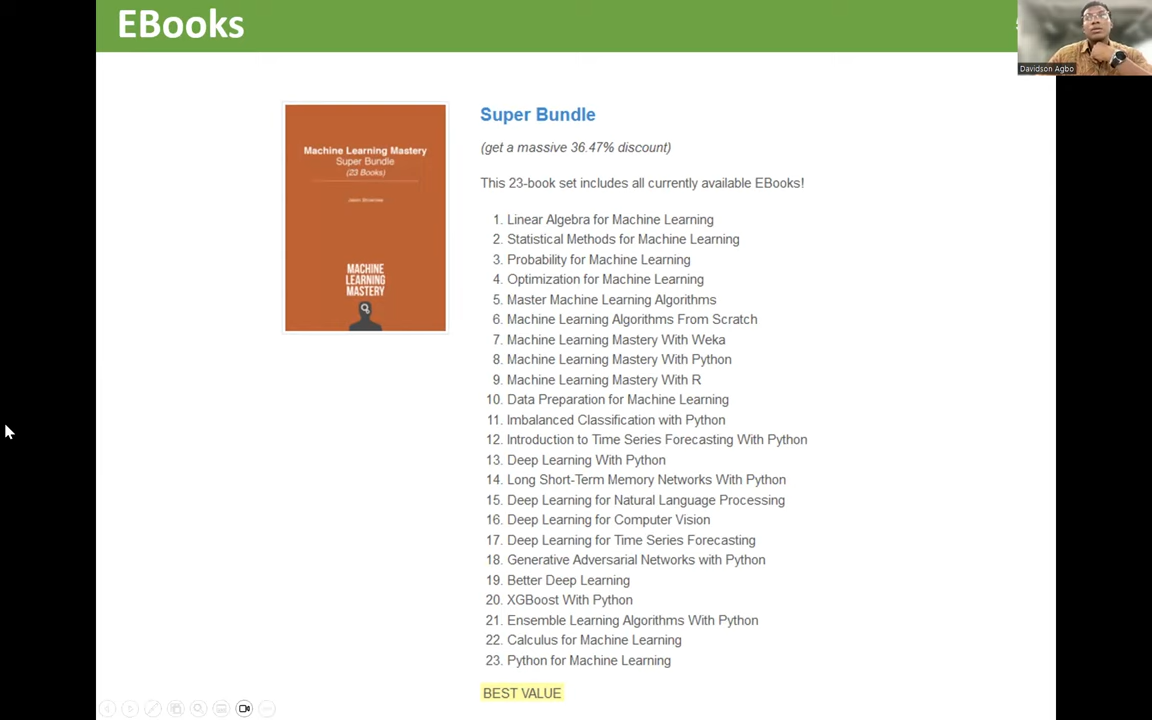 EBooks
Davidson Agbo
Machine Learning Mastery
Super Bundle
(23 Books)
Jason Brownlee
MACHINE
LEARNING
MASTERY
Super Bundle
(get a massive 36.47% discount)
This 23-book set includes all currently available EBooks!
1. Linear Algebra for Machine Learning
2. Statistical Methods for Machine Learning
3. Probability for Machine Learning
4. Optimization for Machine Learning
5. Master Machine Learning Algorithms
6. Machine Learning Algorithms From Scratch
7. Machine Learning Mastery With Weka
8. Machine Learning Mastery With Python
9. Machine Learning Mastery With R
10. Data Preparation for Machine Learning
11. Imbalanced Classification with Python
12. Introduction to Time Series Forecasting With Python
13. Deep Learning With Python
14. Long Short-Term Memory Networks With Python
15. Deep Learning for Natural Language Processing
16. Deep Learning for Computer Vision
17. Deep Learning for Time Series Forecasting
18. Generative Adversarial Networks with Python
19. Better Deep Learning
20. XGBoost With Python
21. Ensemble Learning Algorithms With Python
22. Calculus for Machine Learning
23. Python for Machine Learning
BEST VALUE